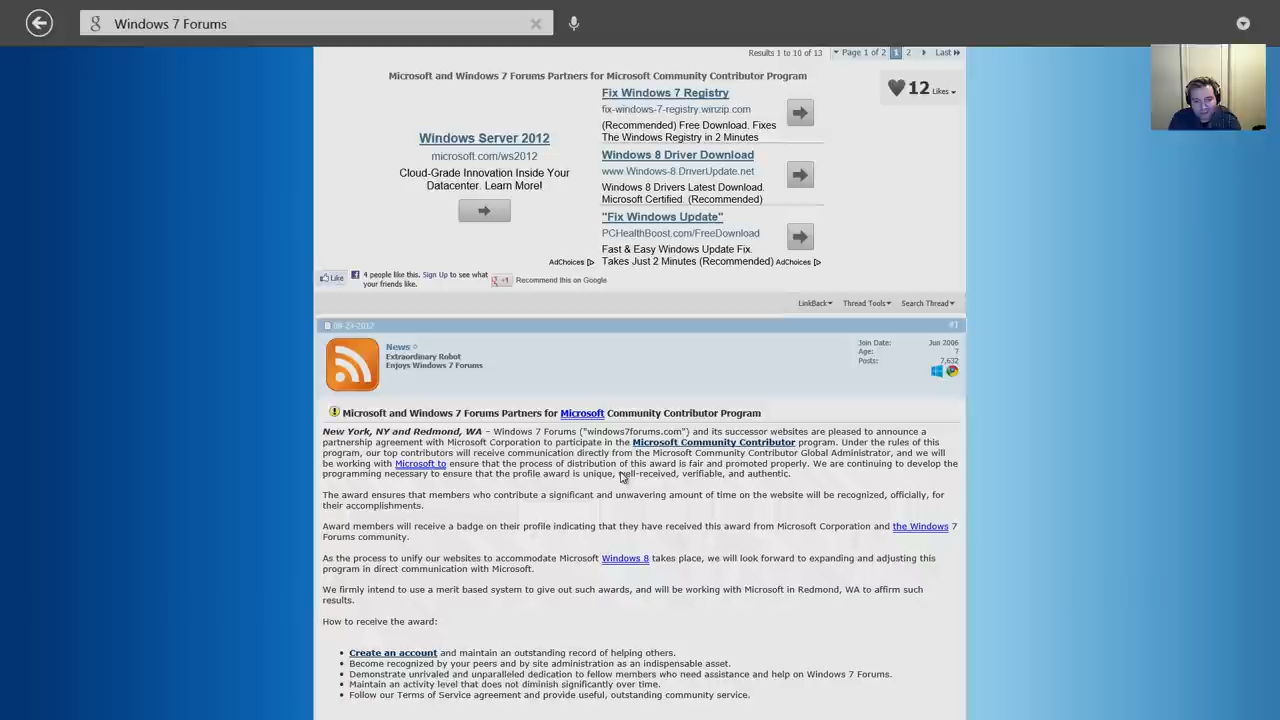 Windows 7 Forums
Results 1 to 10 of 13
Page 1 of 2 1 2 Last
Microsoft and Windows 7 Forums Partners for Microsoft Community Contributor Program
12 Likes
Windows Server 2012
microsoft.com/ws2012
Cloud-Grade Innovation Inside Your
Datacenter. Learn More!
Fix Windows 7 Registry
fix-windows-7-registry.winzip.com
(Recommended) Free Download. Fixes
The Windows Registry in 2 Minutes
Windows 8 Driver Download
www.Windows-8.DriverUpdate.net
Windows 8 Drivers Latest Download.
Microsoft Certified. (Recommended)
"Fix Windows Update"
PCHealthBoost.com/FreeDownload
Fast & Easy Windows Update Fix.
Takes Just 2 Minutes (Recommended)
AdChoices
AdChoices
Like
4 people like this. Sign Up to see what
your friends like.
+1
Recommend this on Google
LinkBack
Thread Tools
Search Thread
08-23-2012
#1
News
Extraordinary Robot
Enjoys Windows 7 Forums
Join Date: Jun 2006
Age: 7
Posts: 7,632
Microsoft and Windows 7 Forums Partners for Microsoft Community Contributor Program
New York, NY and Redmond, WA – Windows 7 Forums ("windows7forums.com") and its successor websites are pleased to announce a
partnership agreement with Microsoft Corporation to participate in the Microsoft Community Contributor program. Under the rules of this
program, our top contributors will receive communication directly from the Microsoft Community Contributor Global Administrator, and we will
be working with Microsoft to ensure that the process of distribution of this award is fair and promoted properly. We are continuing to develop the
programming necessary to ensure that the profile award is unique, well-received, verifiable, and authentic.
The award ensures that members who contribute a significant and unwavering amount of time on the website will be recognized, officially, for
their accomplishments.
Award members will receive a badge on their profile indicating that they have received this award from Microsoft Corporation and the Windows 7
Forums community.
As the process to unify our websites to accommodate Microsoft Windows 8 takes place, we will look forward to expanding and adjusting this
program in direct communication with Microsoft.
We firmly intend to use a merit based system to give out such awards, and will be working with Microsoft in Redmond, WA to affirm such
results.
How to receive the award:
Create an account and maintain an outstanding record of helping others.
Become recognized by your peers and by site administration as an indispensable asset.
Demonstrate unrivaled and unparalleled dedication to fellow members who need assistance and help on Windows 7 Forums.
Maintain an activity level that does not diminish significantly over time.
Follow our Terms of Service agreement and provide useful, outstanding community service.